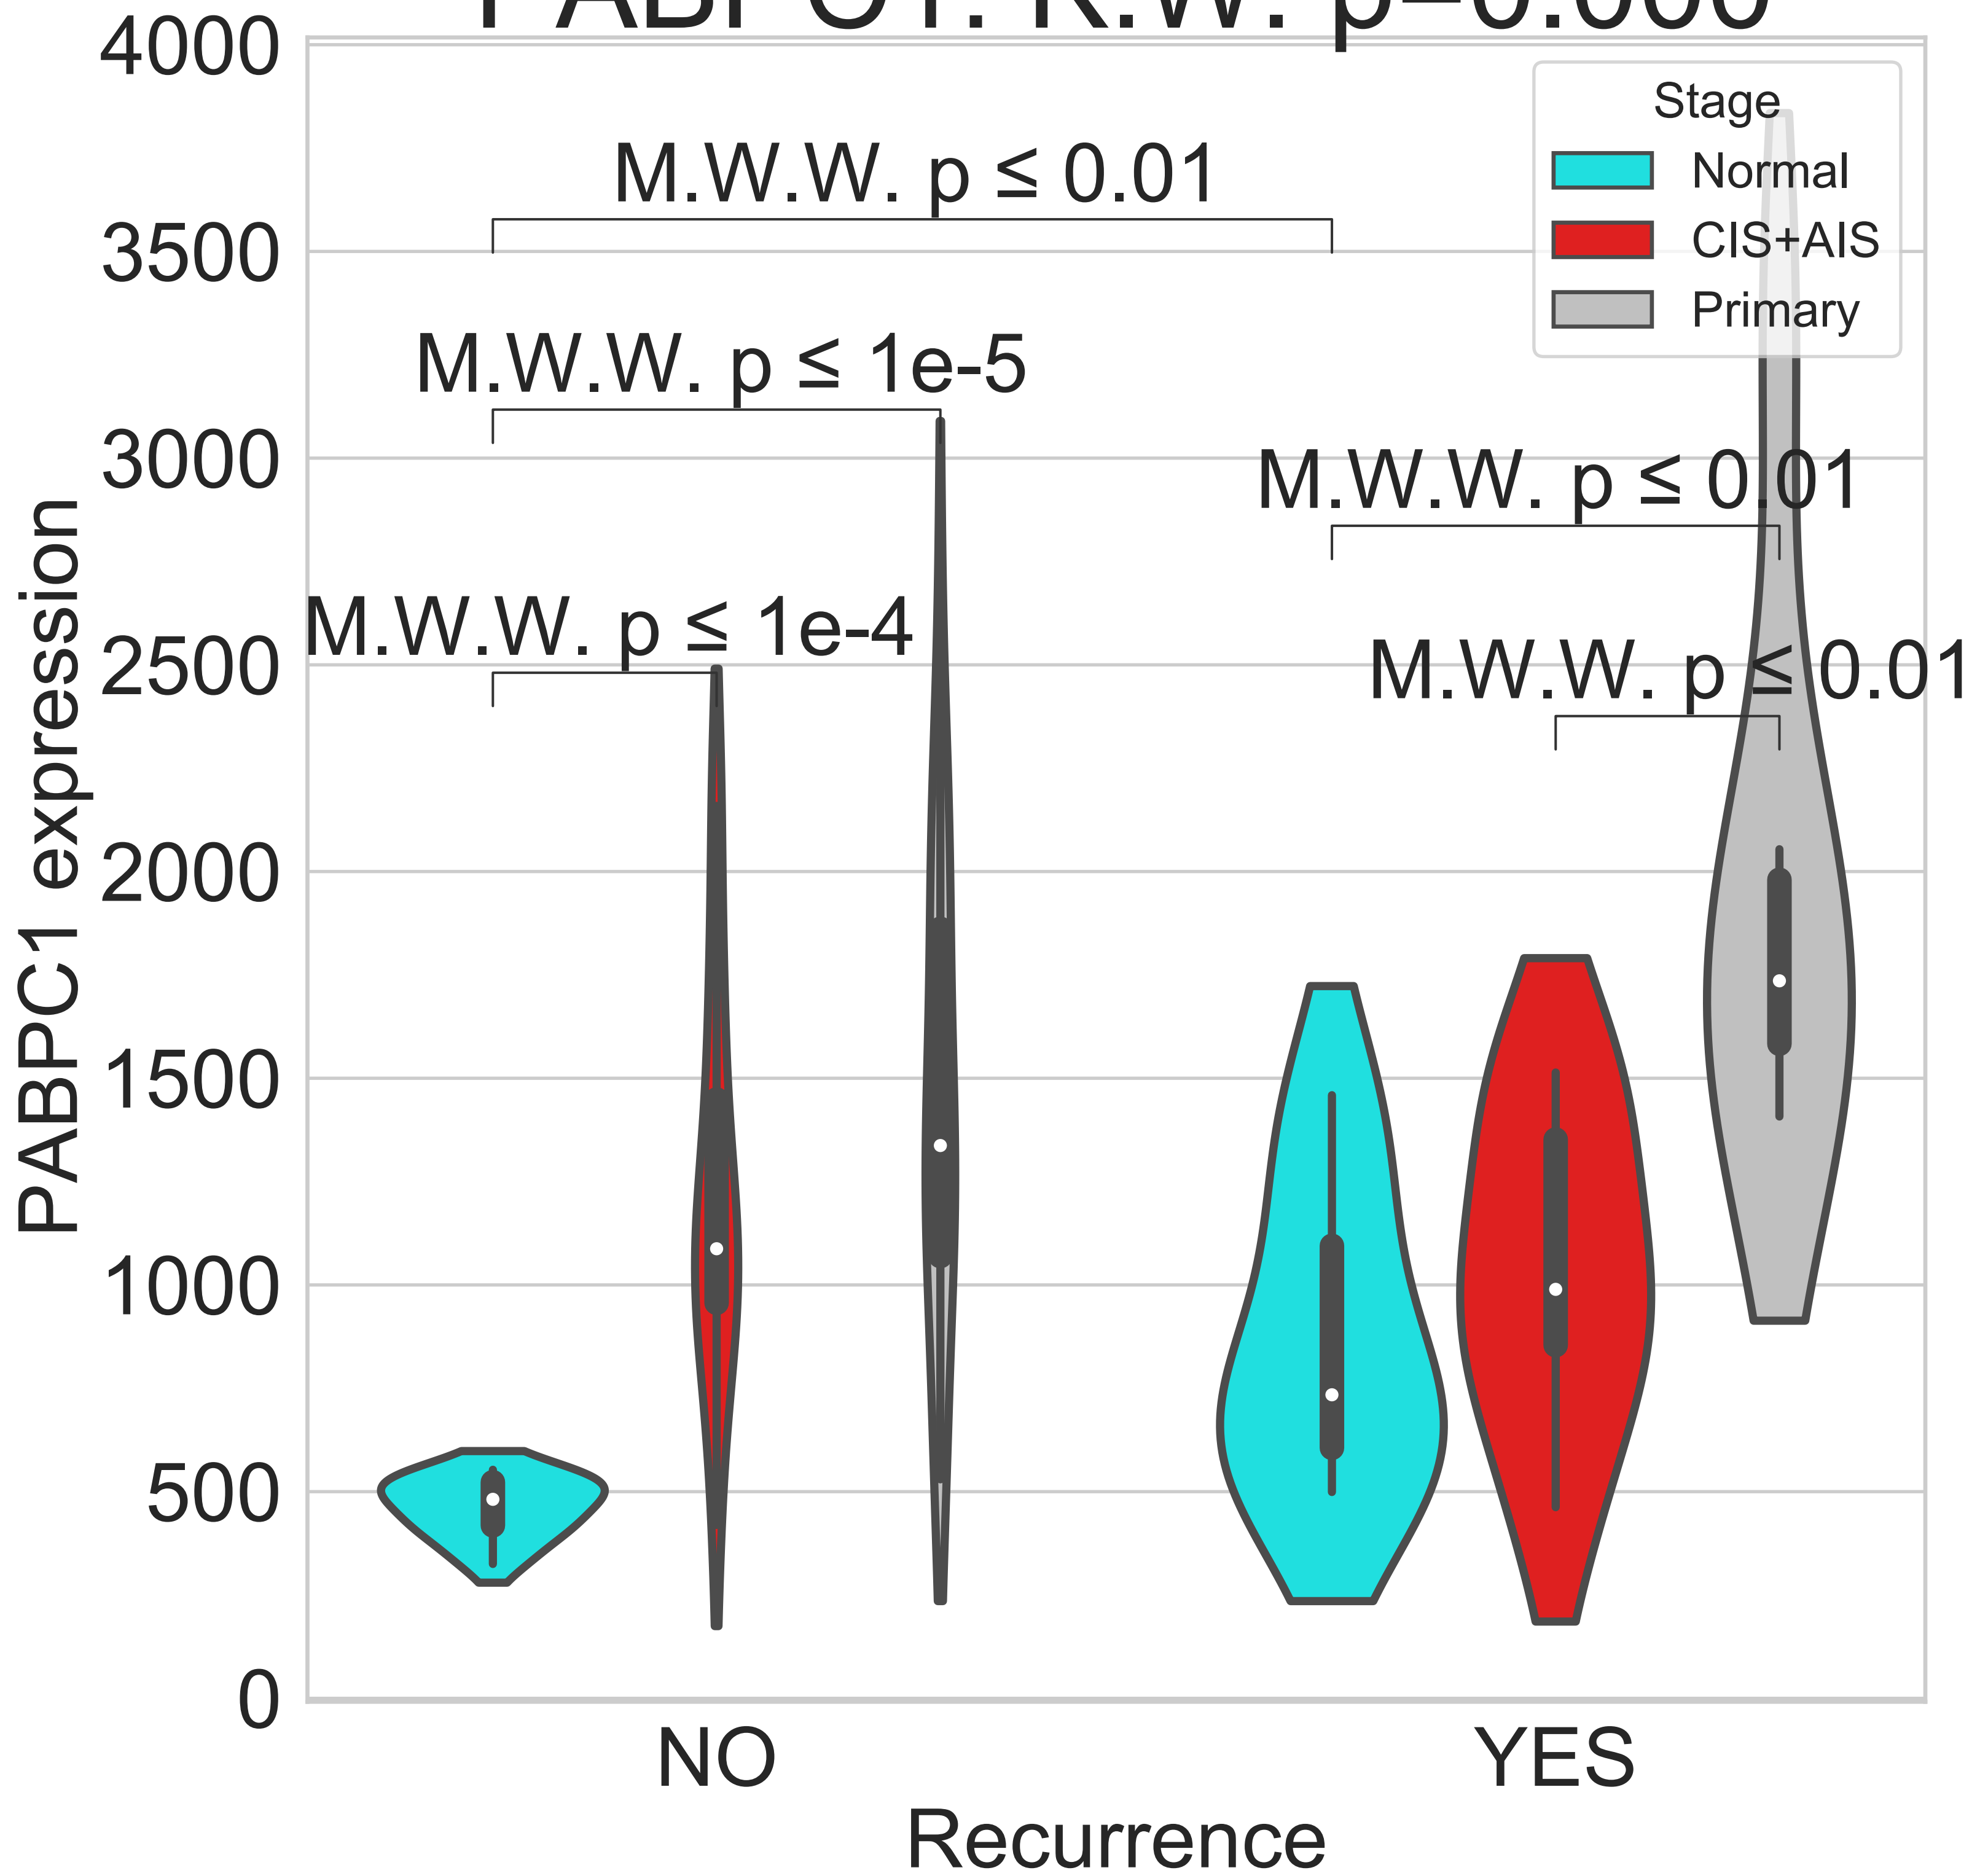 PABPC1: K.W. p=0.000
4000
3500
3000
2500
2000
1500
1000
500
0
PABPC1 expression
Stage
Normal
CIS+AIS
Primary
M.W.W. p ≤ 0.01
M.W.W. p ≤ 1e-5
M.W.W. p ≤ 0.01
M.W.W. p ≤ 1e-4
M.W.W. p ≤ 0.01
NO
YES
Recurrence